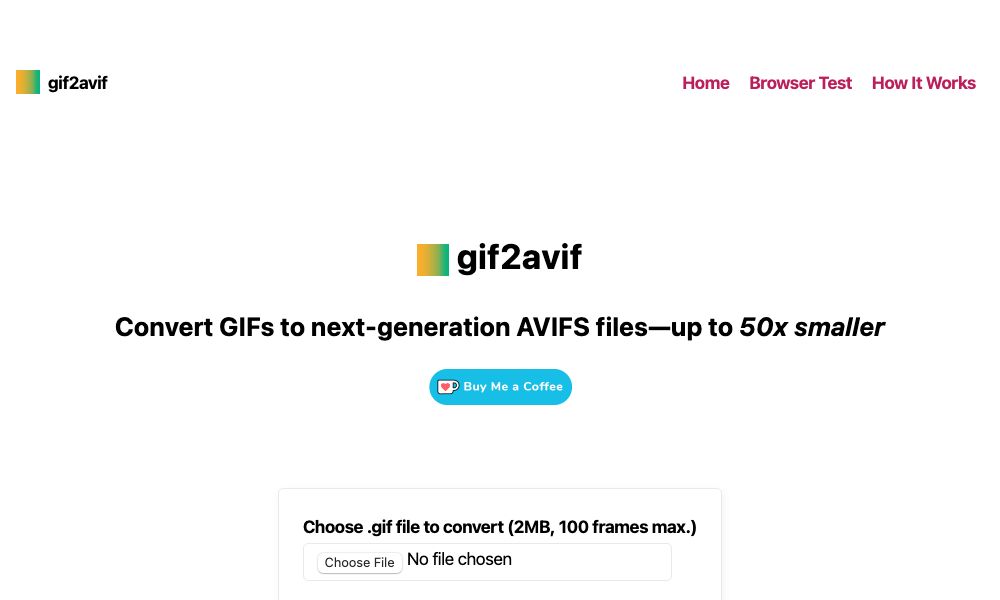 gif2avif
Home Browser Test How It Works
gif2avif
Convert GIFs to next-generation AVIFS files—up to 50x smaller
Buy Me a Coffee
Choose .gif file to convert (2MB, 100 frames max.)
Choose File No file chosen